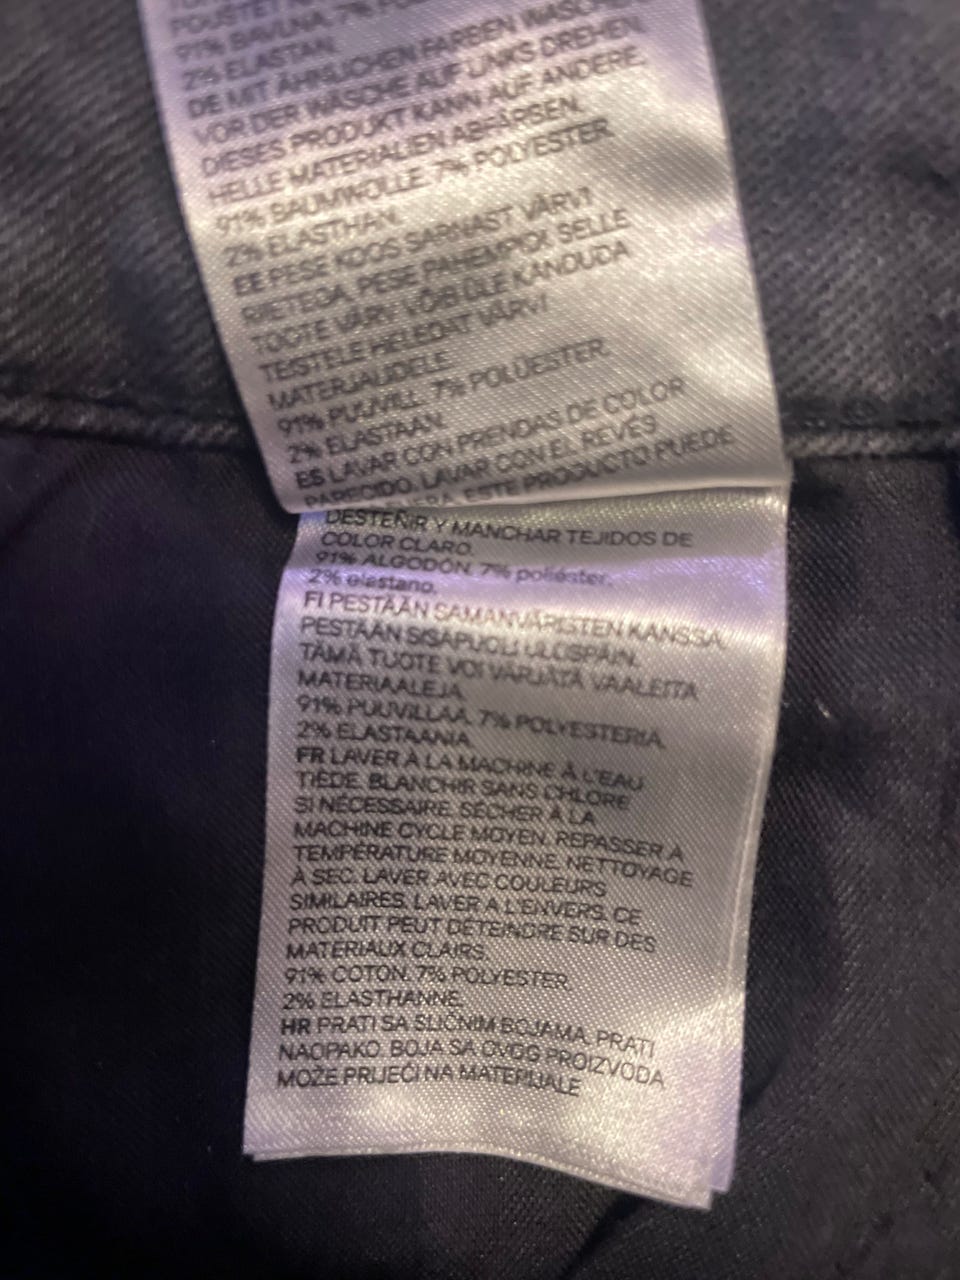 91% BAVLNA, 7%
2% ELASTAN.
DE MIT ÄHNLICHEN FARBEN WASCHEN.
VOR DER WÄSCHE AUF LINKS DREHEN.
DIESES PRODUKT KANN AUF ANDERE,
HELLE MATERIALIEN ABFÄRBEN.
91% BAUMWOLLE. 7% POLYESTER.
2% ELASTHAN.
EE PESE KOOS SARNAST VÄRVI
RIIETEGA. PESE PAHEMPIDI. SELLE
TOOTE VÄRV VÕIB ÜLE KANDUDA
TEISTELE HELEDAT VÄRVI
MATERJALIDELE.
91% PUUVILL. 7% POLÜESTER.
2% ELASTAAN.
ES LAVAR CON PRENDAS DE COLOR
PARECIDO. LAVAR CON EL REVÉS
ESTE PRODUCTO PUEDE
DESTEÑIR Y MANCHAR TEJIDOS DE
COLOR CLARO.
91% ALGODÓN. 7% poliéster.
2% elastano.
FI PESTÄÄN SAMANVÄRISTEN KANSSA.
PESTÄÄN SISÄPUOLI ULOSPÄIN.
TÄMÄ TUOTE VOI VÄRJÄTÄ VAALEITA
MATERIAALEJA.
91% PUUVILLAA. 7% POLYESTERIA.
2% ELASTAANIA.
FR LAVER À LA MACHINE À L'EAU
TIÈDE. BLANCHIR SANS CHLORE
SI NÉCESSAIRE. SÉCHER À LA
MACHINE CYCLE MOYEN. REPASSER À
TEMPÉRATURE MOYENNE. NETTOYAGE
À SEC. LAVER AVEC COULEURS
SIMILAIRES. LAVER A L'ENVERS. CE
PRODUIT PEUT DÉTEINDRE SUR DES
MATERIAUX CLAIRS.
91% COTON. 7% POLYESTER.
2% ELASTHANNE.
HR PRATI SA SLIČNIM BOJAMA. PRATI
NAOPAKO. BOJA SA OVOG PROIZVODA
MOŽE PRIJEĆI NA MATERIJALE